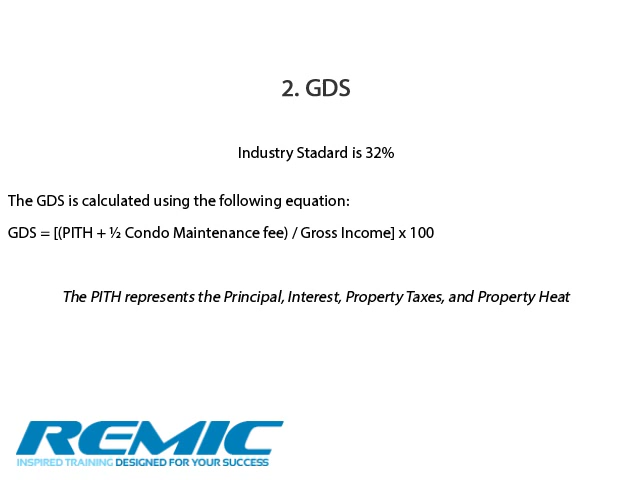 2. GDS
Industry Stadard is 32%
The GDS is calculated using the following equation:
GDS = [(PITH + ½ Condo Maintenance fee) / Gross Income] x 100
The PITH represents the Principal, Interest, Property Taxes, and Property Heat
REMIC
INSPIRED TRAINING DESIGNED FOR YOUR SUCCESS